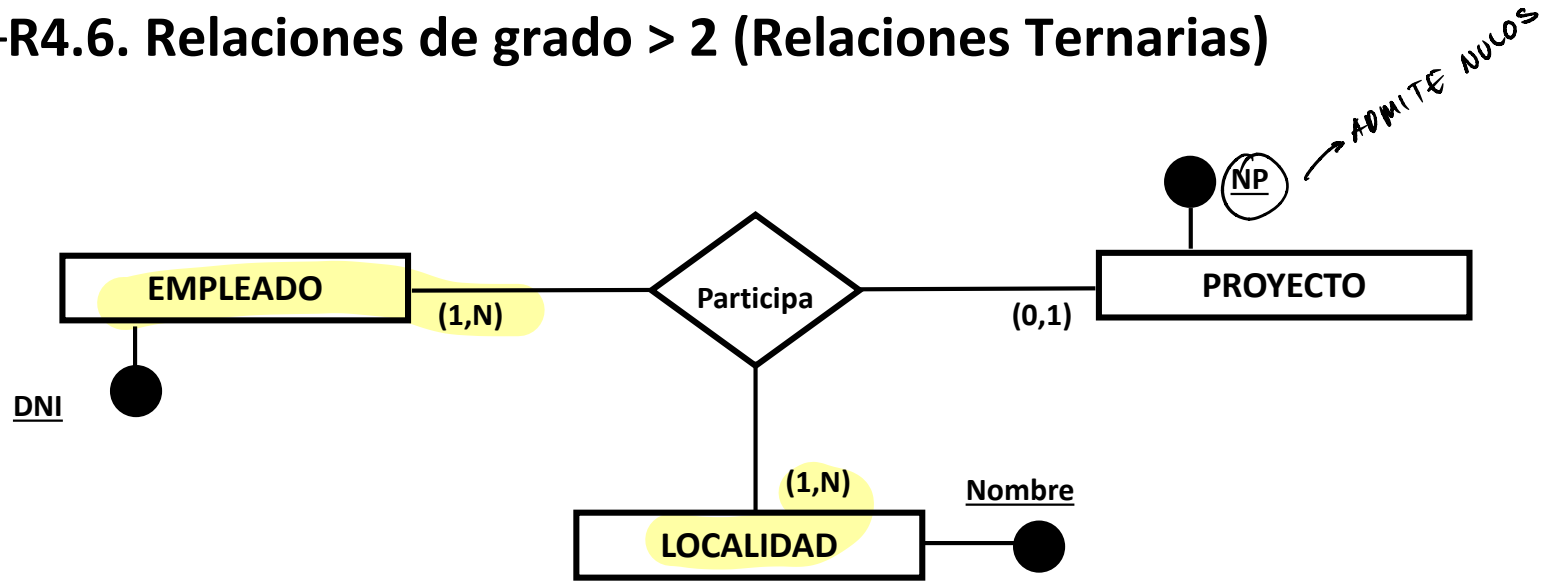 R4.6. Relaciones de grado > 2 (Relaciones Ternarias)
ADMITE NULOS
NP
EMPLEADO
Participa
PROYECTO
(1,N)
(0,1)
DNI
(1,N)
Nombre
LOCALIDAD